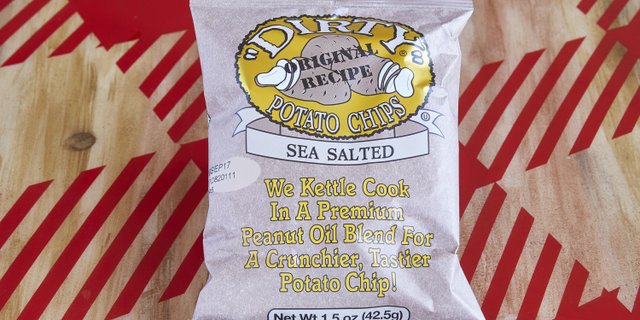 "DIRTY"
®
ORIGINAL
RECIPE
POTATO CHIPS
SEA SALTED
SEP17
We Kettle Cook
In A Premium
Peanut Oil Blend For
A Crunchier, Tastier
Potato Chip!
Net Wt 1.5 oz (42.5g)